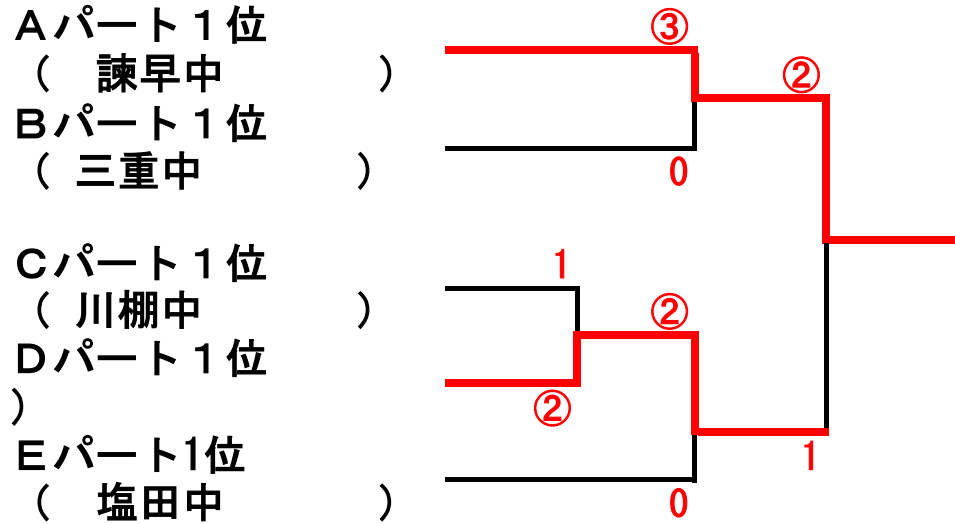 Ａパート１位
（　諫早中　　　　）
Ｂパート１位
（ 三重中　　　　）
Ｃパート１位
（ 川棚中　　　　）
Ｄパート１位
）
Ｅパート1位
（　塩田中　　　　）
③
②
0
1
②
②
1
0